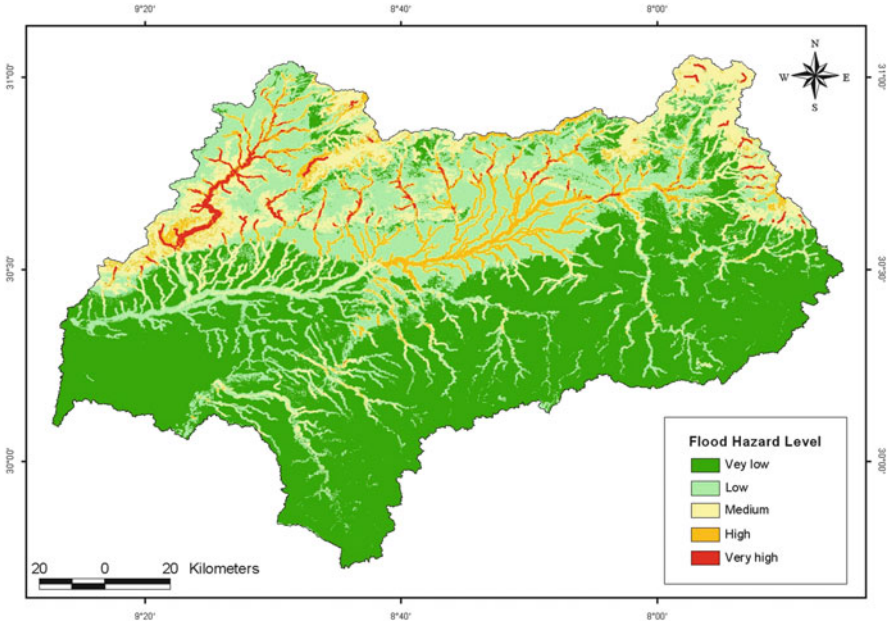 9°20' 8°40' 8°00'
N
W E
S
31°00' 31°00'
30°30' 30°30'
30°00' 30°00'
Flood Hazard Level
Vey low
Low
Medium
High
Very high
20 0 20 Kilometers
9°20' 8°40' 8°00'